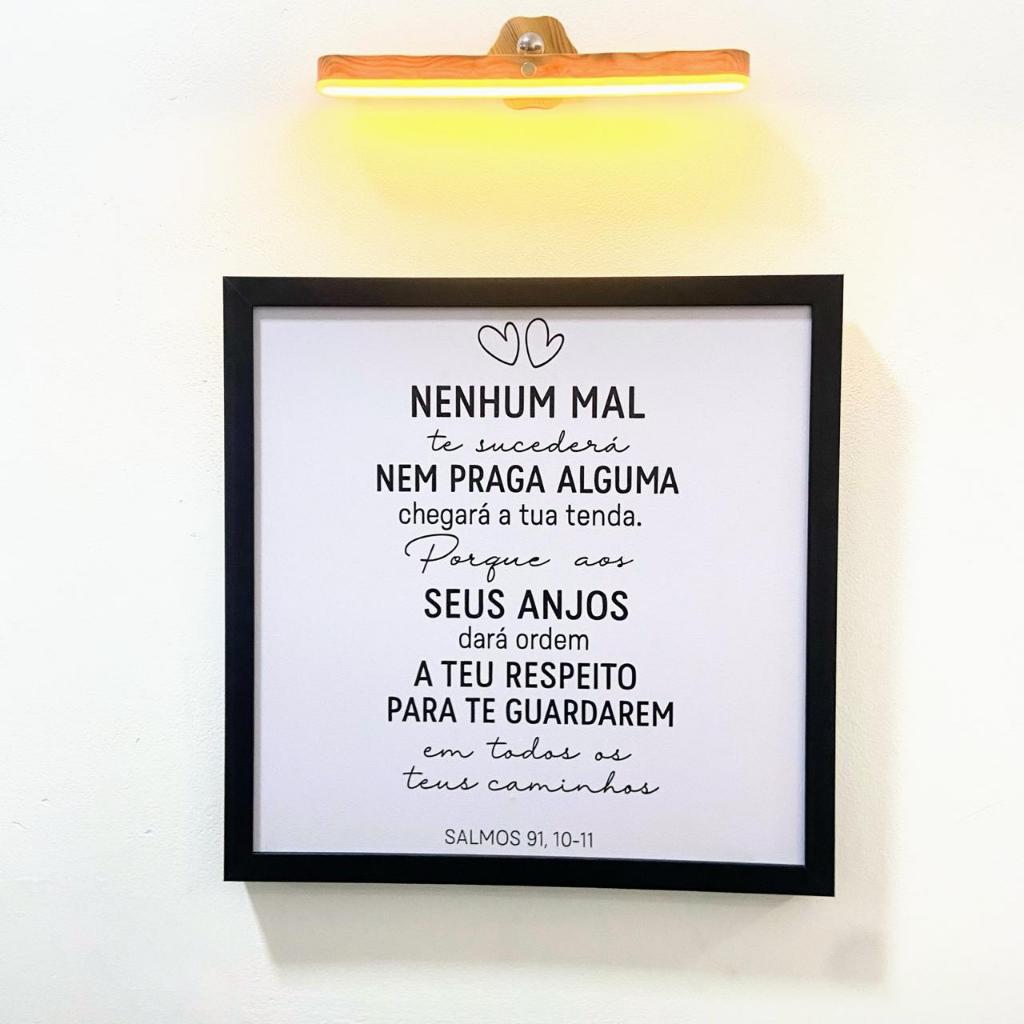 NENHUM MAL
te sucederá
NEM PRAGA ALGUMA
chegará a tua tenda.
Porque aos
SEUS ANJOS
dará ordem
A TEU RESPEITO
PARA TE GUARDAREM
em todos os
teus caminhos
SALMOS 91, 10-11